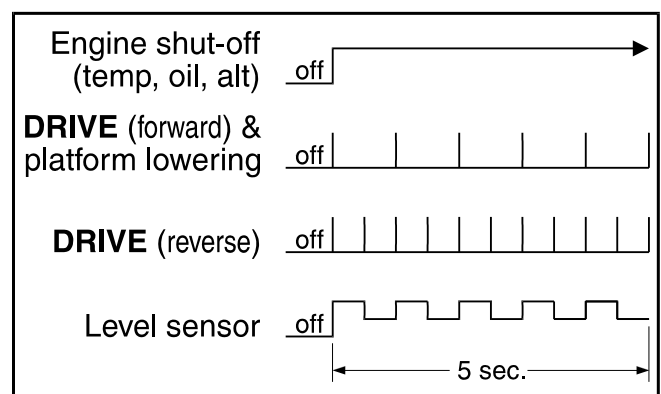 Engine shut-off
(temp, oil, alt) off
DRIVE (forward) &
platform lowering off
DRIVE (reverse) off
Level sensor off
5 sec.